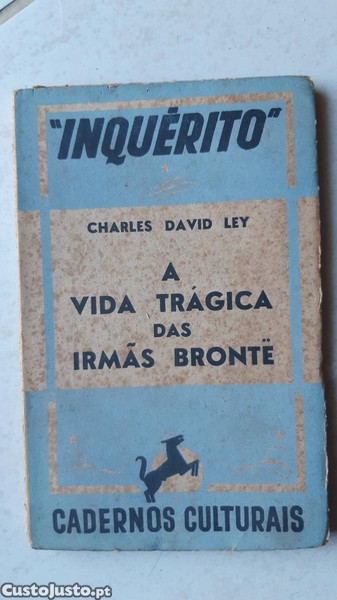 "INQUÉRITO"
CHARLES DAVID LEY
A
VIDA TRÁGICA
DAS
IRMÃS BRONTË
CADERNOS CULTURAIS
CustoJusto.pt